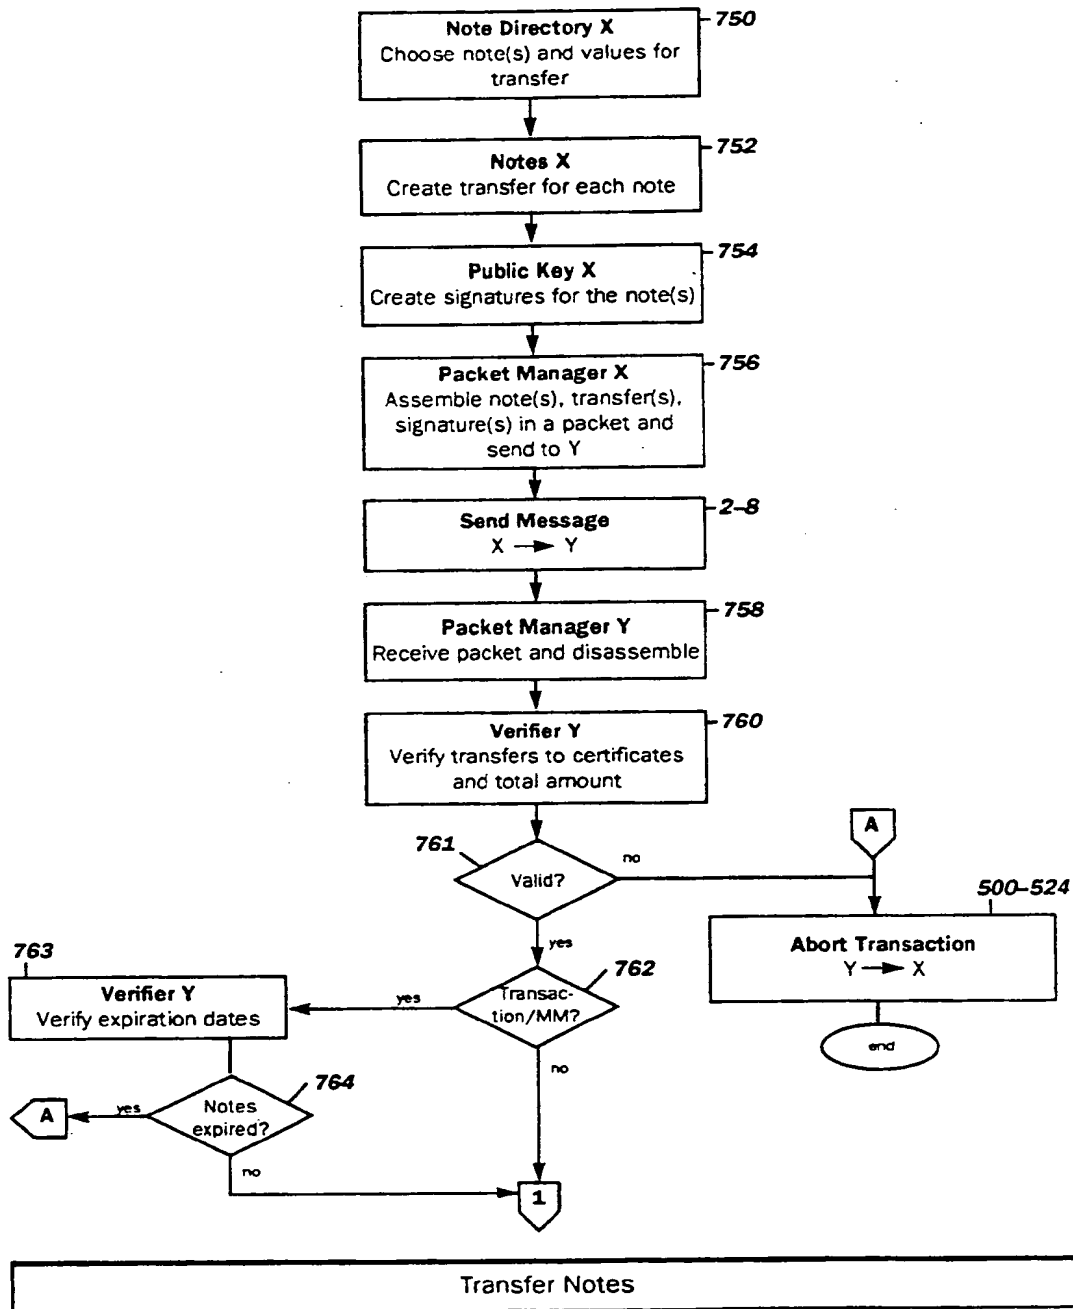 750
Note Directory X
Choose note(s) and values for
transfer
752
Notes X
Create transfer for each note
754
Public Key X
Create signatures for the note(s)
756
Packet Manager X
Assemble note(s), transfer(s),
signature(s) in a packet and
send to Y
2-8
Send Message
X → Y
758
Packet Manager Y
Receive packet and disassemble
760
Verifier Y
Verify transfers to certificates
and total amount
A
761
Valid?
no
500-524
Abort Transaction
Y → X
end
yes
762
Transac-
tion/MM?
yes
763
Verifier Y
Verify expiration dates
no
764
Notes
expired?
yes
A
no
1
Transfer Notes